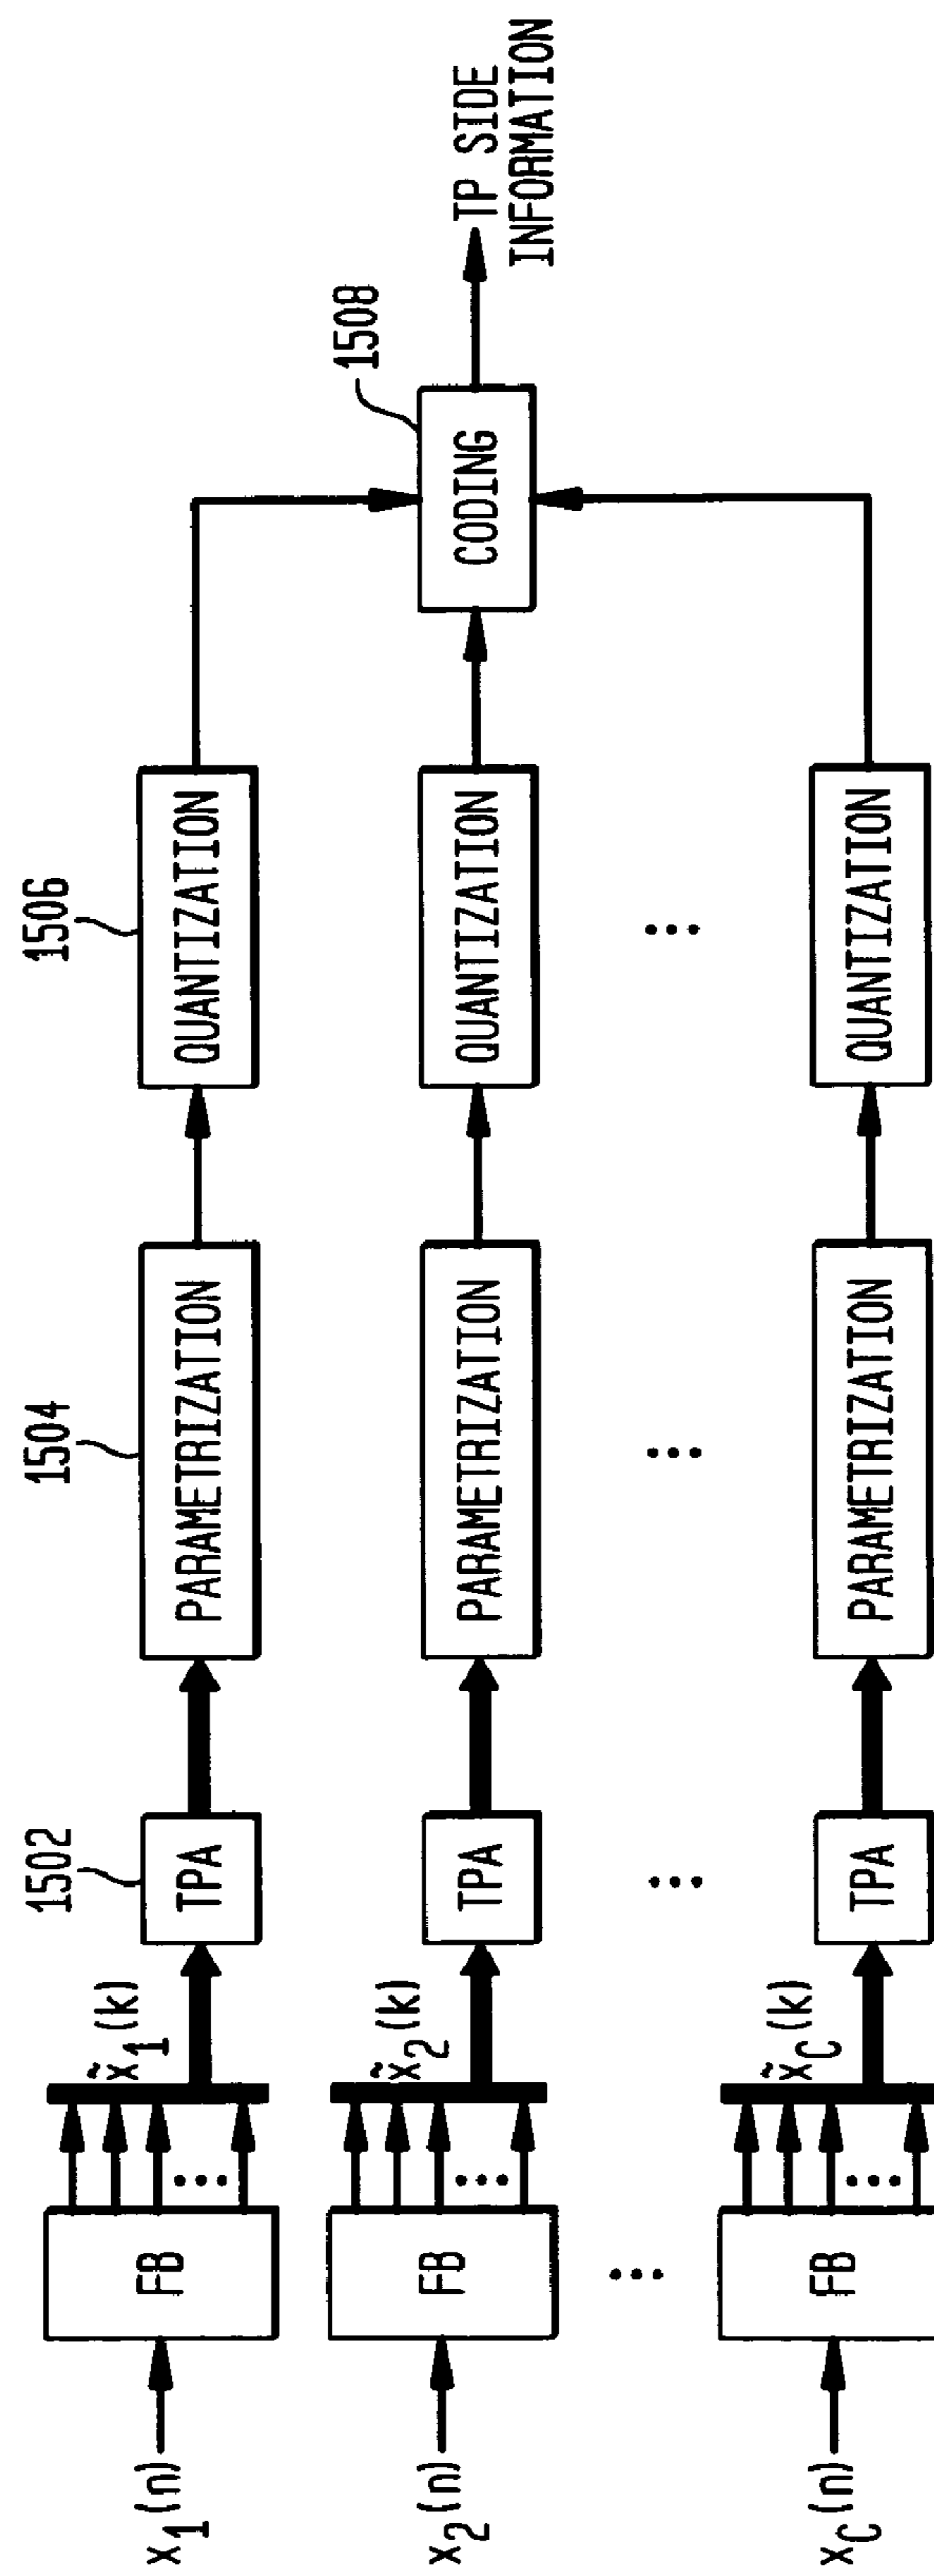 1502
1504
1506
x1(n)
FB
...
x̃1(k)
TPA
PARAMETRIZATION
QUANTIZATION
1508
x2(n)
FB
...
x̃2(k)
TPA
PARAMETRIZATION
QUANTIZATION
CODING
TP SIDE
INFORMATION
...
...
...
...
xC(n)
FB
...
x̃C(k)
TPA
PARAMETRIZATION
QUANTIZATION